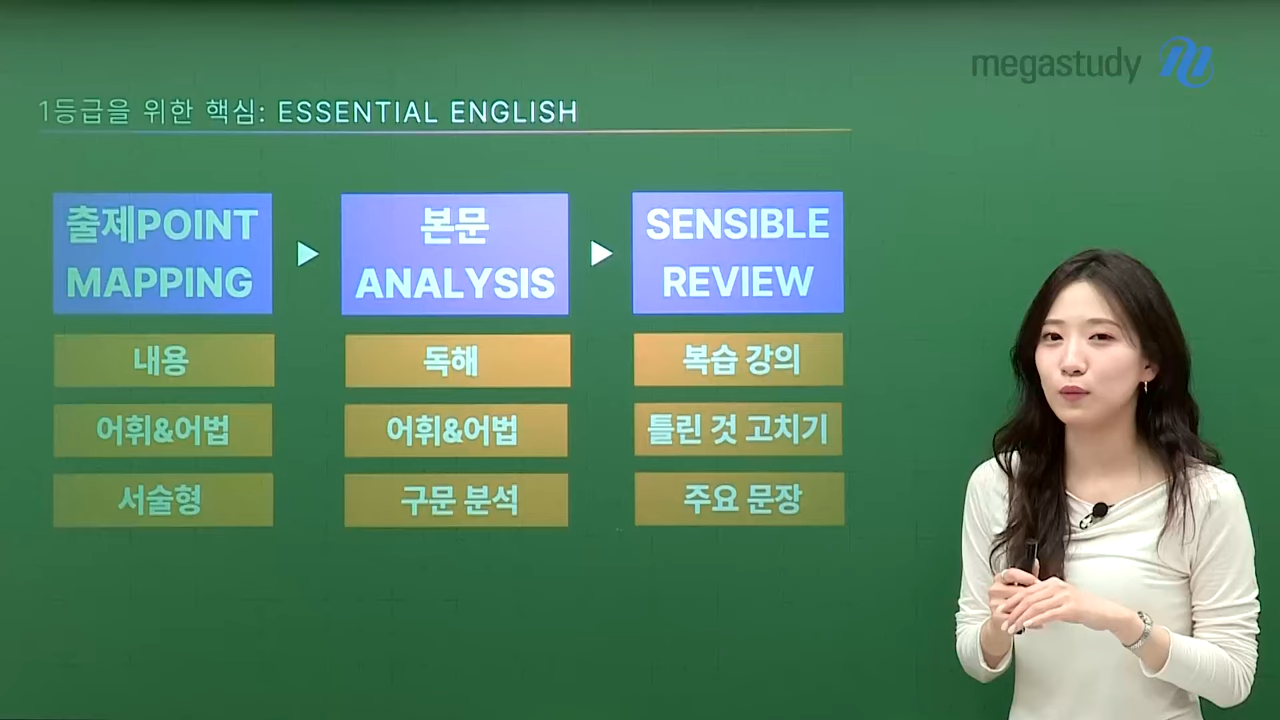 megastudy
1등급을 위한 핵심: ESSENTIAL ENGLISH
출제POINT
MAPPING
본문
ANALYSIS
SENSIBLE
REVIEW
내용
독해
복습 강의
어휘&어법
어휘&어법
틀린 것 고치기
서술형
구문 분석
주요 문장